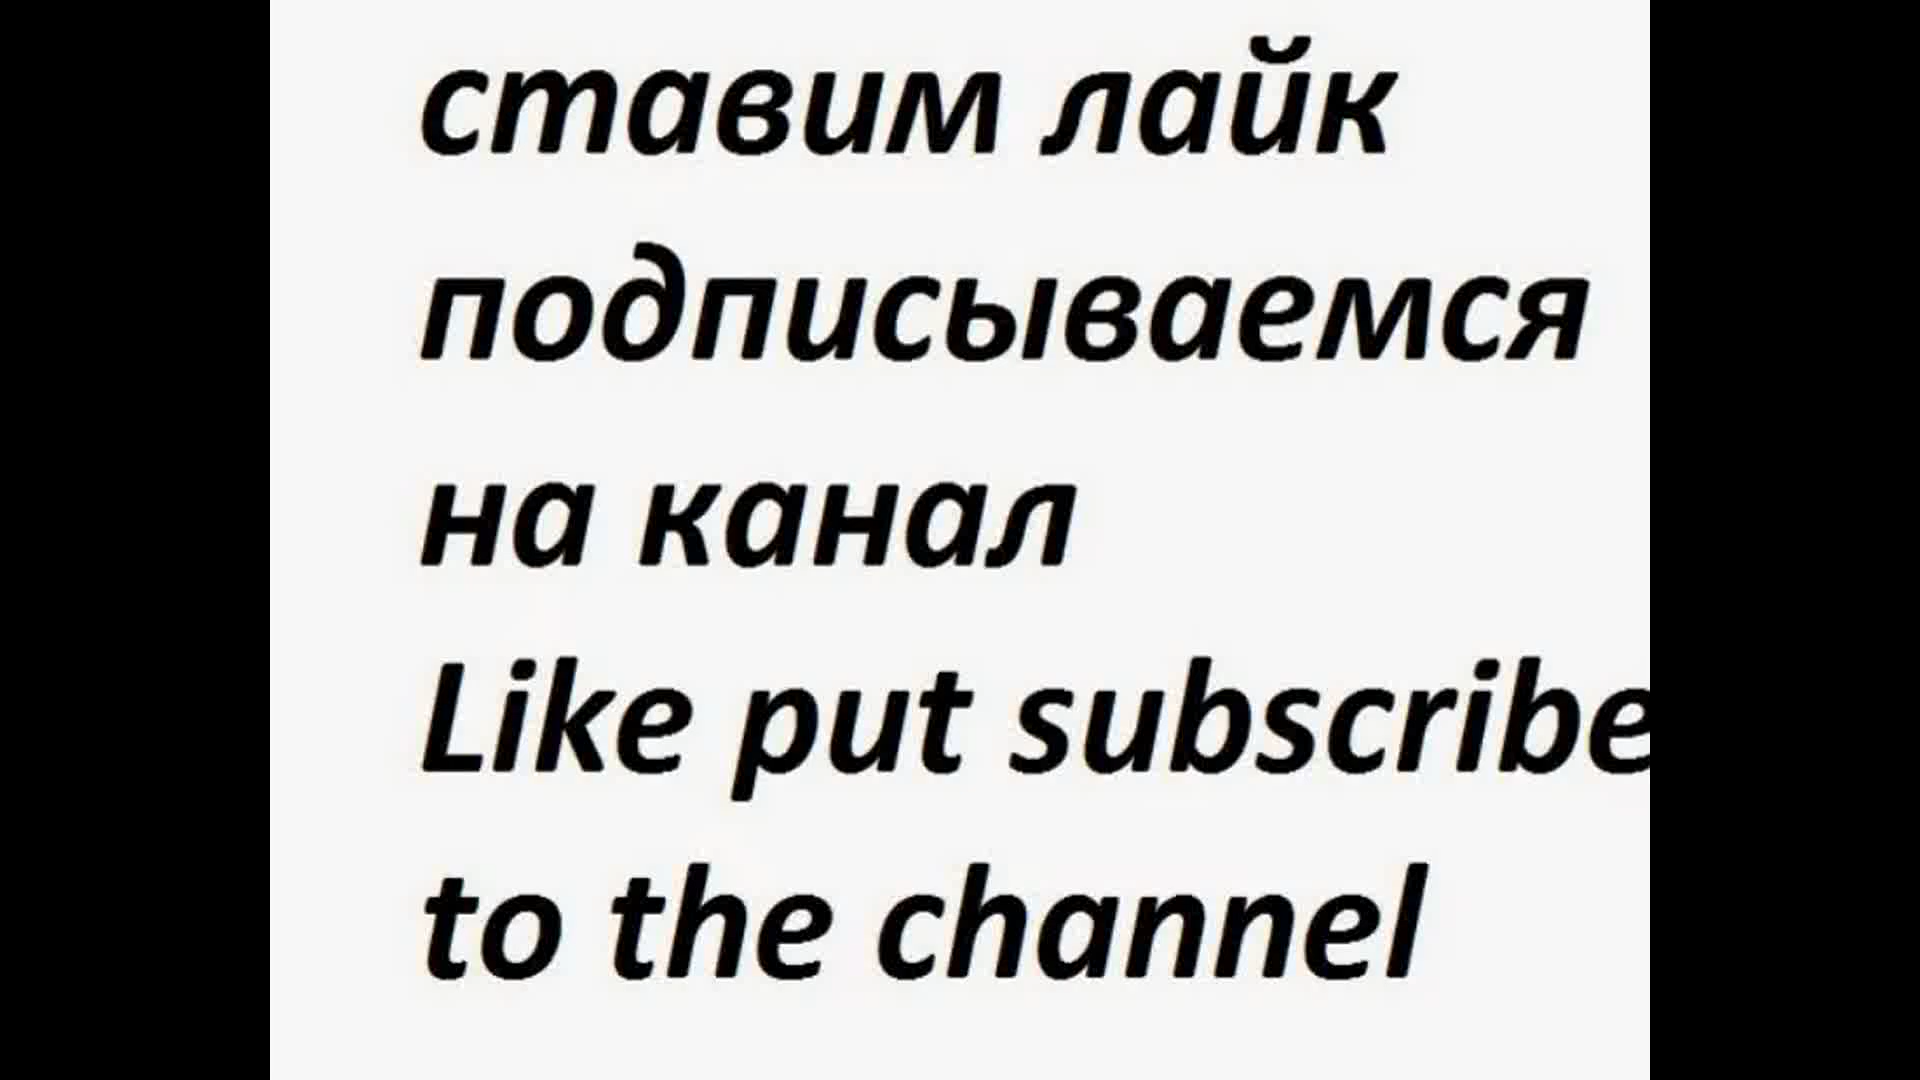 ставим лайк
подписываемся
на канал
Like put subscribe
to the channel